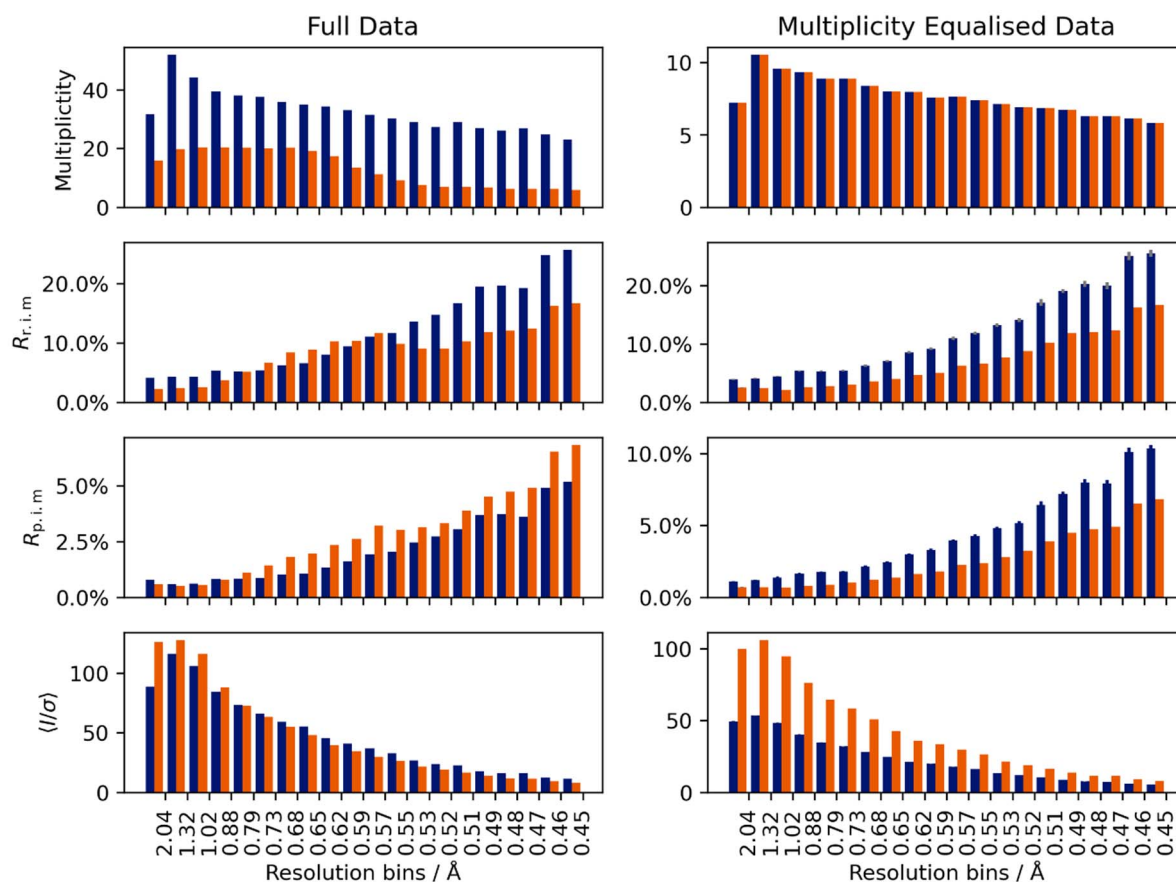 Full Data
Multiplicity Equalised Data
Multiplictity
40
20
0
10
5
0
R r.i.m
20.0%
10.0%
0.0%
20.0%
10.0%
0.0%
R p.i.m
5.0%
2.5%
0.0%
10.0%
5.0%
0.0%
⟨I/σ⟩
100
50
0
100
50
0
2.04 1.32 1.02 0.88 0.79 0.73 0.68 0.65 0.62 0.59 0.57 0.55 0.53 0.52 0.51 0.49 0.48 0.47 0.46 0.45
2.04 1.32 1.02 0.88 0.79 0.73 0.68 0.65 0.62 0.59 0.57 0.55 0.53 0.52 0.51 0.49 0.48 0.47 0.46 0.45
Resolution bins / Å
Resolution bins / Å